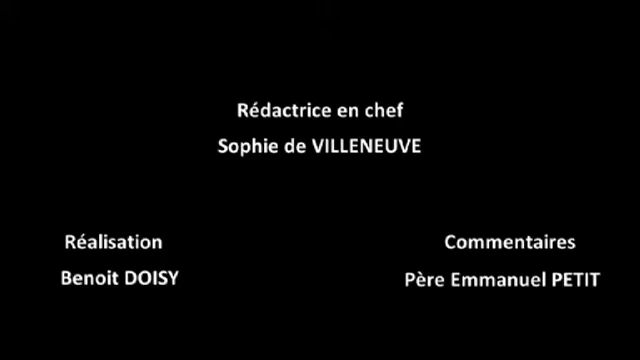 Rédactrice en chef
Sophie de VILLENEUVE
Réalisation
Benoit DOISY
Commentaires
Père Emmanuel PETIT